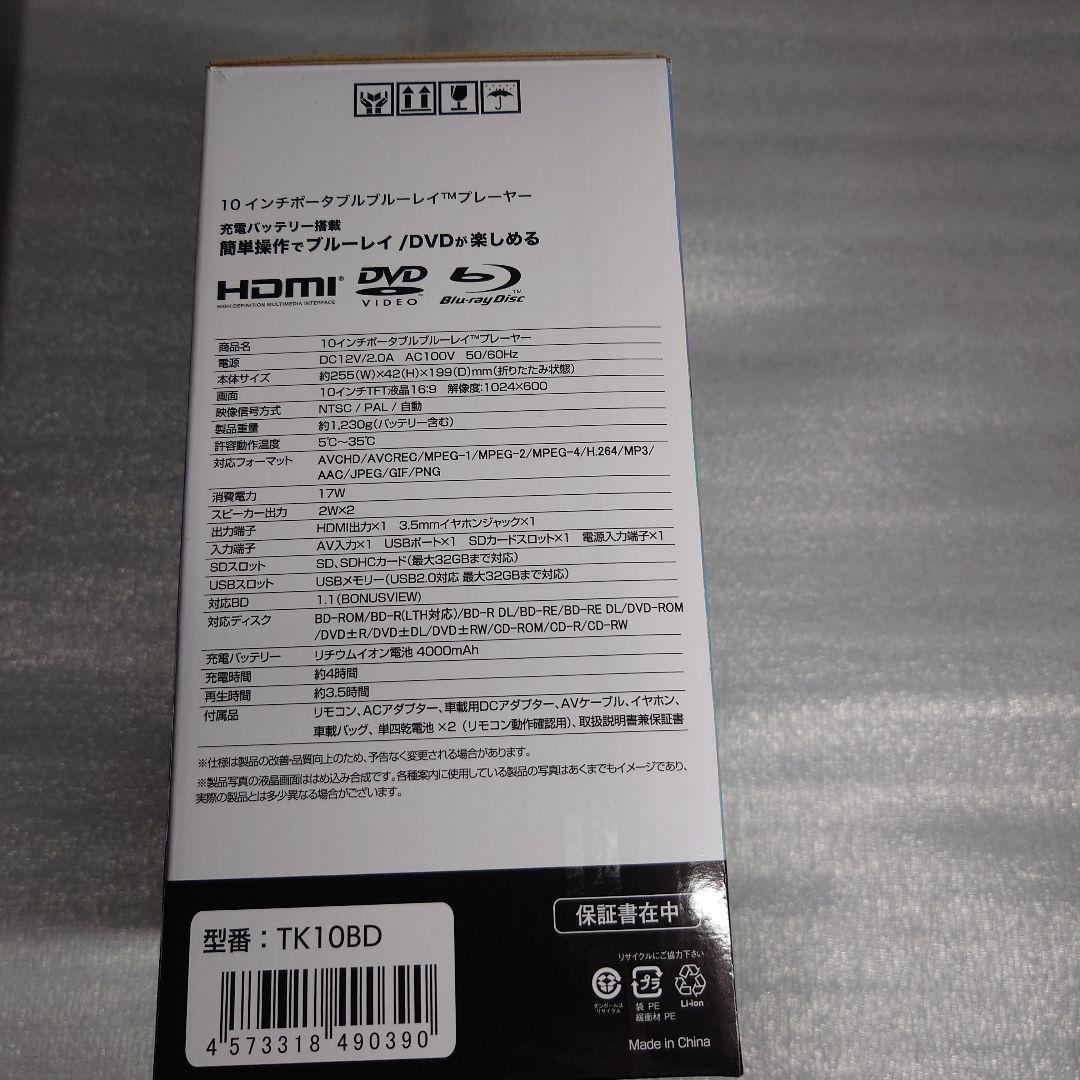 10 インチポータブルブルーレイ™プレーヤー
充電バッテリー搭載
簡単操作でブルーレイ /DVDが楽しめる
HDMI® DVD Blu-ray Disc™
HIGH-DEFINITION MULTIMEDIA INTERFACE VIDEO™
商品名 10インチポータブルブルーレイ™プレーヤー
電源 DC12V/2.0A AC100V 50/60Hz
本体サイズ 約255(W)×42(H)×199(D)mm(折りたたみ状態)
画面 10インチTFT液晶16:9 解像度:1024×600
映像信号方式 NTSC / PAL / 自動
製品重量 約1,230g(バッテリー含む)
許容動作温度 5℃〜35℃
対応フォーマット AVCHD/AVCREC/MPEG-1/MPEG-2/MPEG-4/H.264/MP3/
AAC/JPEG/GIF/PNG
消費電力 17W
スピーカー出力 2W×2
出力端子 HDMI出力×1 3.5mmイヤホンジャック×1
入力端子 AV入力×1 USBポート×1 SDカードスロット×1 電源入力端子×1
SDスロット SD、SDHCカード(最大32GBまで対応)
USBスロット USBメモリー(USB2.0対応 最大32GBまで対応)
対応BD 1.1(BONUSVIEW)
対応ディスク BD-ROM/BD-R(LTH対応)/BD-R DL/BD-RE/BD-RE DL/DVD-ROM
/DVD±R/DVD±DL/DVD±RW/CD-ROM/CD-R/CD-RW
充電バッテリー リチウムイオン電池 4000mAh
充電時間 約4時間
再生時間 約3.5時間
付属品 リモコン、ACアダプター、車載用DCアダプター、AVケーブル、イヤホン、
車載バッグ、単四乾電池 ×2 (リモコン動作確認用)、取扱説明書兼保証書
※仕様は製品の改善・品質向上のため、予告なく変更される場合があります。
※製品写真の液晶画面ははめ込み合成です。各種案内に使用している製品の写真はあくまでもイメージであり、
実際の製品とは多少異なる場合がございます。
保証書在中
型番：TK10BD
4 573318 490390
リサイクルにご協力下さい
プラ
ダンボールは
リサイクル
袋 PE
緩衝材 PE
Li-ion
Made in China